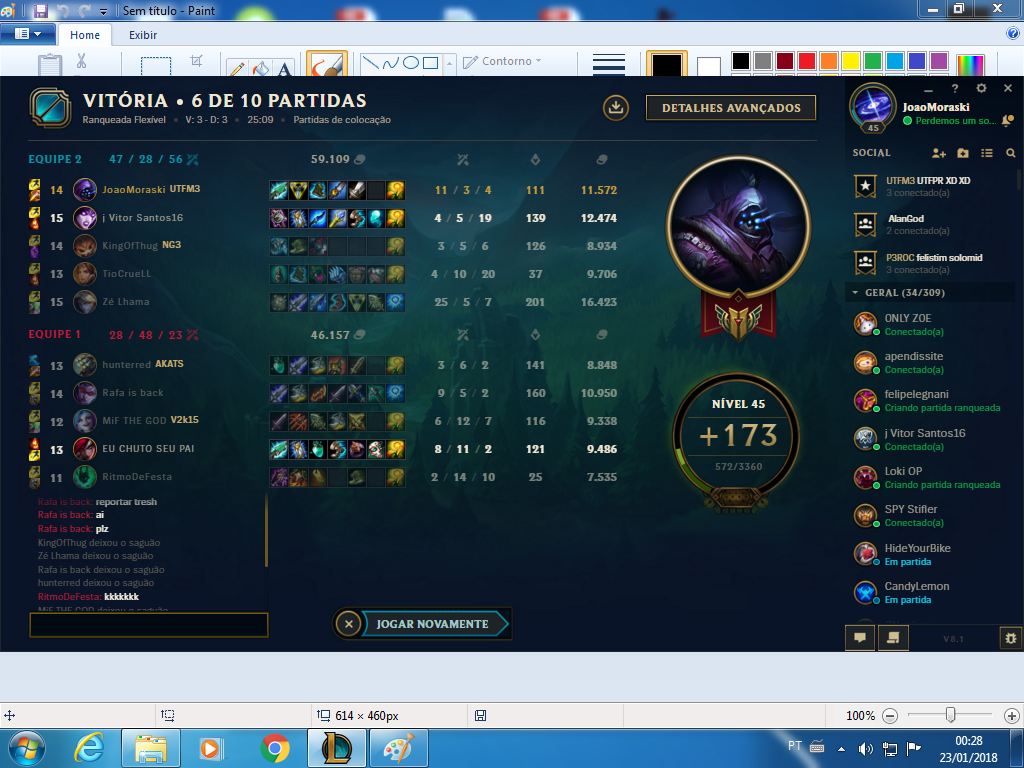 Sem título - Paint
Home
Exibir
Contorno
VITÓRIA • 6 DE 10 PARTIDAS
Ranqueada Flexível • V: 3 - D: 3 • 25:09 • Partidas de colocação
DETALHES AVANÇADOS
EQUIPE 2 47 / 28 / 56 59.109
14 JoaoMoraski UTFM3 11 / 3 / 4 111 11.572
15 j Vitor Santos16 4 / 5 / 19 139 12.474
14 KingOfThug NG3 3 / 5 / 6 126 8.934
13 TioCrueLL 4 / 10 / 20 37 9.706
15 Zé Lhama 25 / 5 / 7 201 16.423
EQUIPE 1 28 / 48 / 23 46.157
13 hunterred AKATS 3 / 6 / 2 141 8.848
14 Rafa is back 9 / 5 / 2 160 10.950
12 MiF THE GOD V2k15 6 / 12 / 7 116 9.338
13 EU CHUTO SEU PAI 8 / 11 / 2 121 9.486
11 RitmoDeFesta 2 / 14 / 10 25 7.535
Rafa is back: reportar tresh
Rafa is back: ai
Rafa is back: plz
KingOfThug deixou o saguão
Zé Lhama deixou o saguão
Rafa is back deixou o saguão
hunterred deixou o saguão
RitmoDeFesta: kkkkkkk
MiF THE GOD deixou o saguão
JOGAR NOVAMENTE
NÍVEL 45
+173
572/3360
45
JoaoMoraski
Perdemos um so...
SOCIAL
UTFM3 UTFPR XD XD
3 conectado(a)
AlanGod
2 conectado(a)
P3ROC felistim solomid
3 conectado(a)
GERAL (34/309)
ONLY ZOE
Conectado(a)
apendissite
Conectado(a)
felipelegnani
Criando partida ranqueada
j Vitor Santos16
Conectado(a)
Loki OP
Criando partida ranqueada
SPY Stifler
Conectado(a)
HideYourBike
Em partida
CandyLemon
Em partida
V8.1
614 × 460px
100%
PT
00:28
23/01/2018